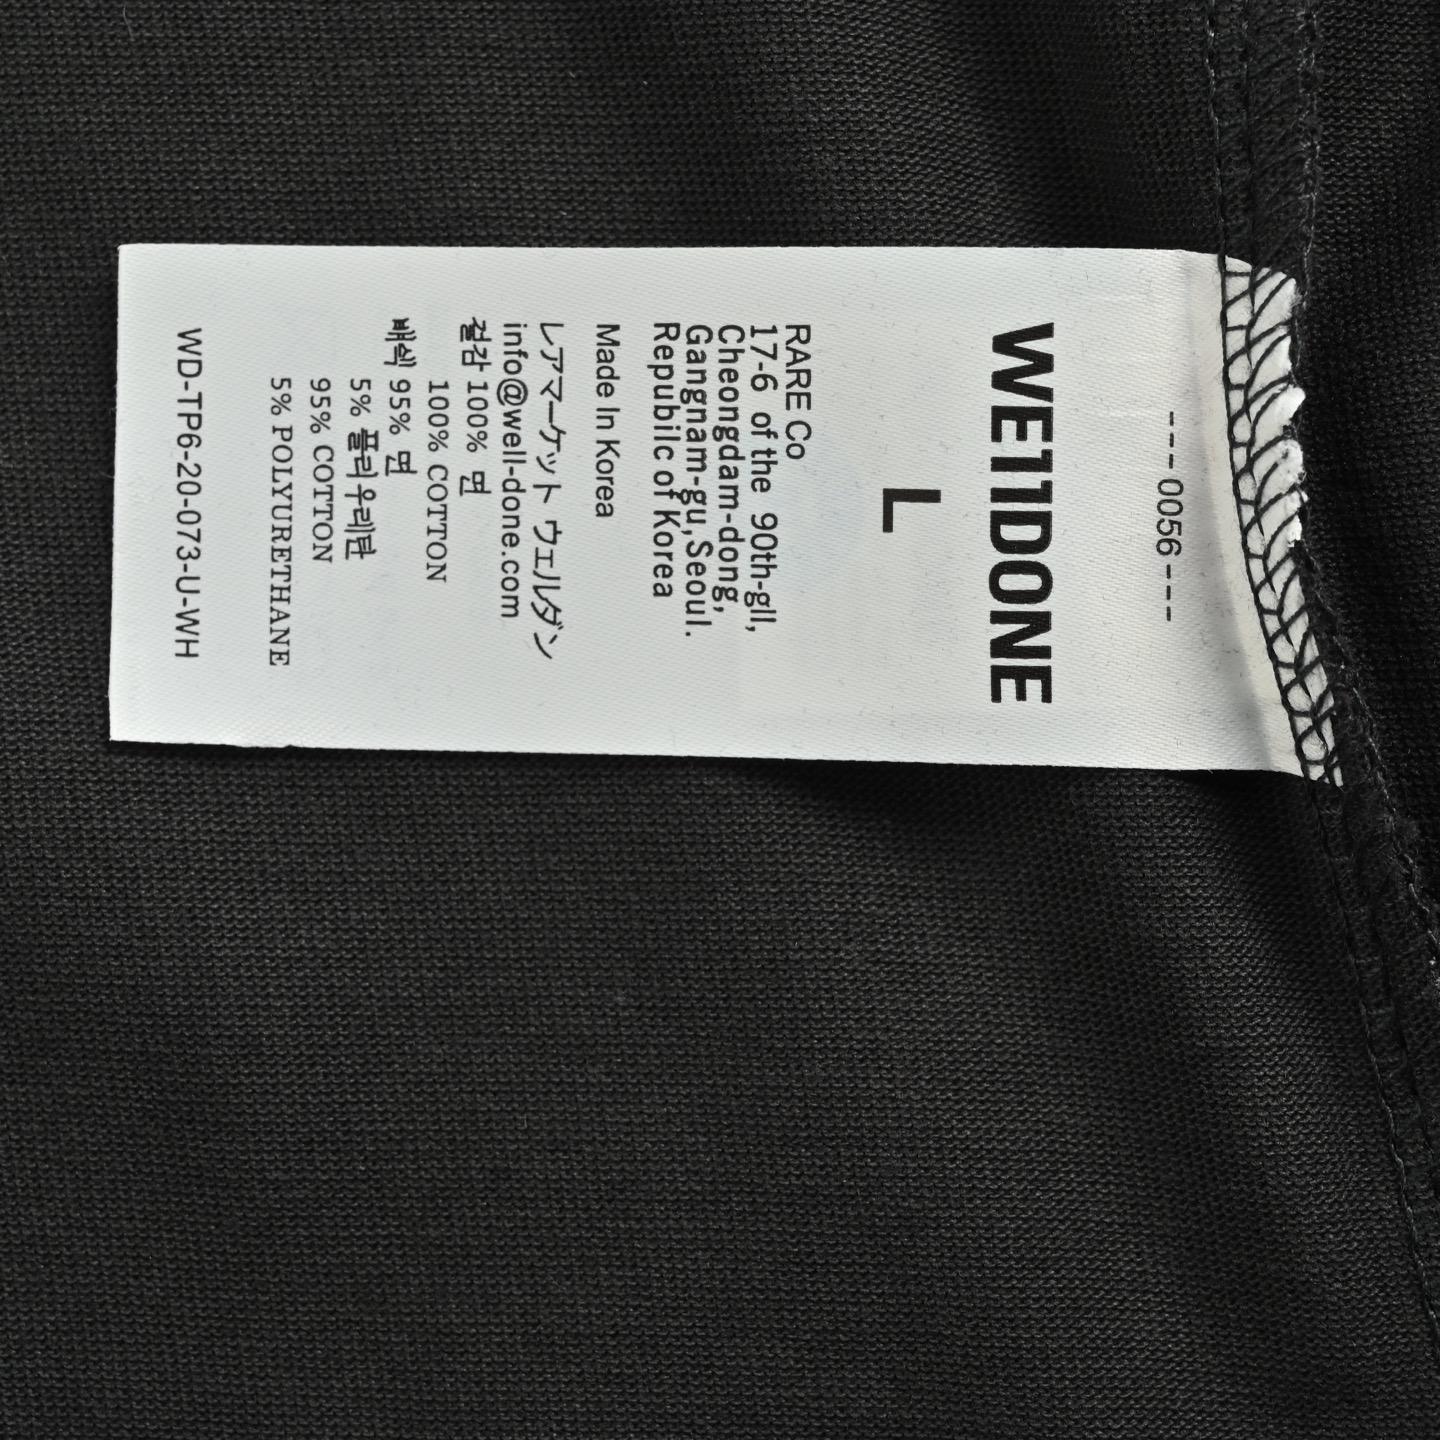 ---0056---
WE11DONE
L
RARE Co
17-6 of the 90th-gil,
Cheongdam-dong,
Gangnam-gu,Seoul.
Repubilc of Korea
Made In Korea
レアマーケット ウェルダン
info@well-done.com
겉감 100% 면
100% COTTON
배색 95% 면
5% 폴리우레탄
95% COTTON
5% POLYURETHANE
WD-TP6-20-073-U-WH